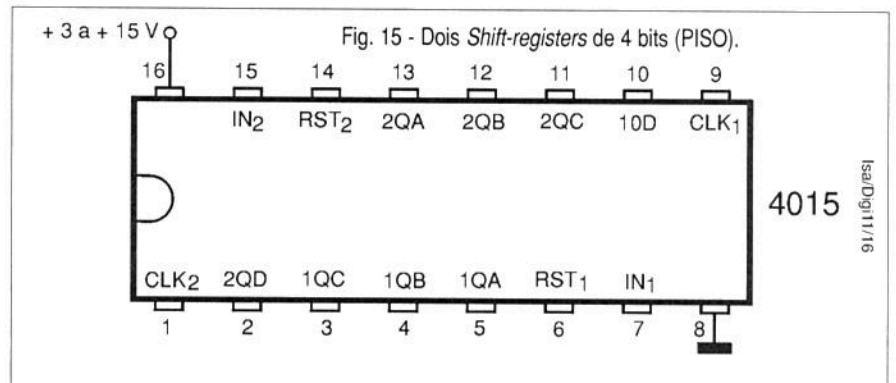 + 3 a + 15 V
Fig. 15 - Dois Shift-registers de 4 bits (PISO).
16 15 14 13 12 11 10 9
IN2 RST2 2QA 2QB 2QC 10D CLK1
4015
Isa/Digi11/16
CLK2 2QD 1QC 1QB 1QA RST1 IN1
1 2 3 4 5 6 7 8